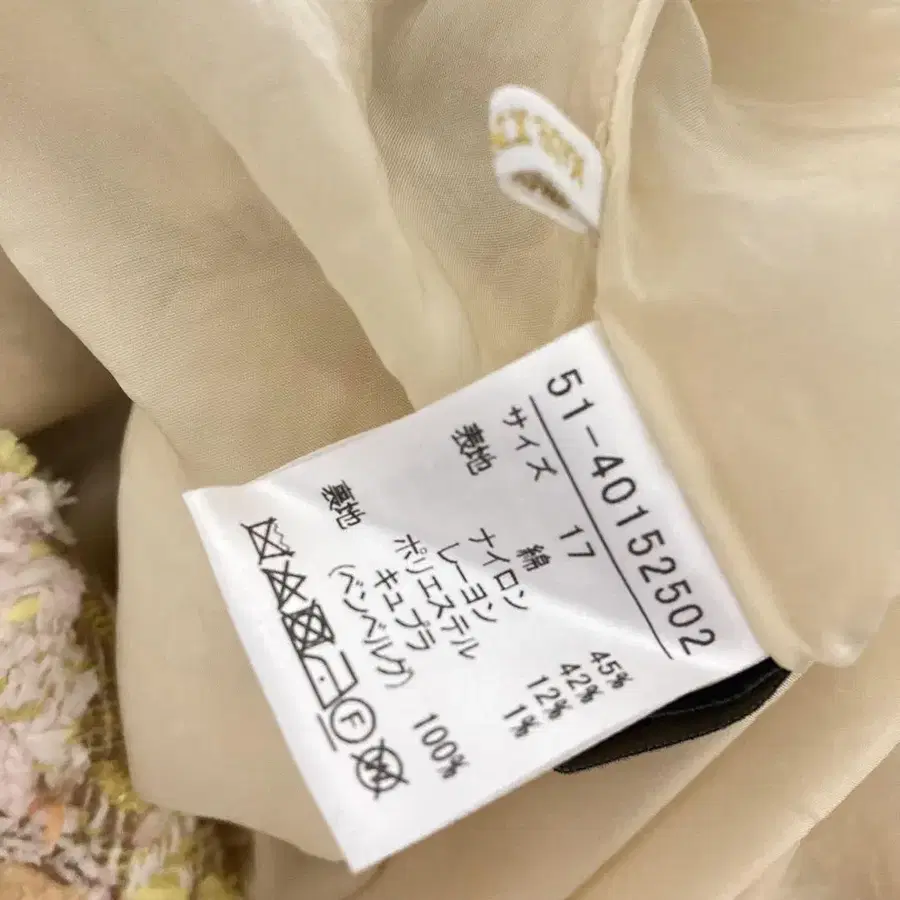 51-40152502
サイズ 17
表地 綿 45%
ナイロン 42%
レーヨン 12%
ポリエステル 1%
裏地 キュプラ 100%
(ベンベルグ)
F
W